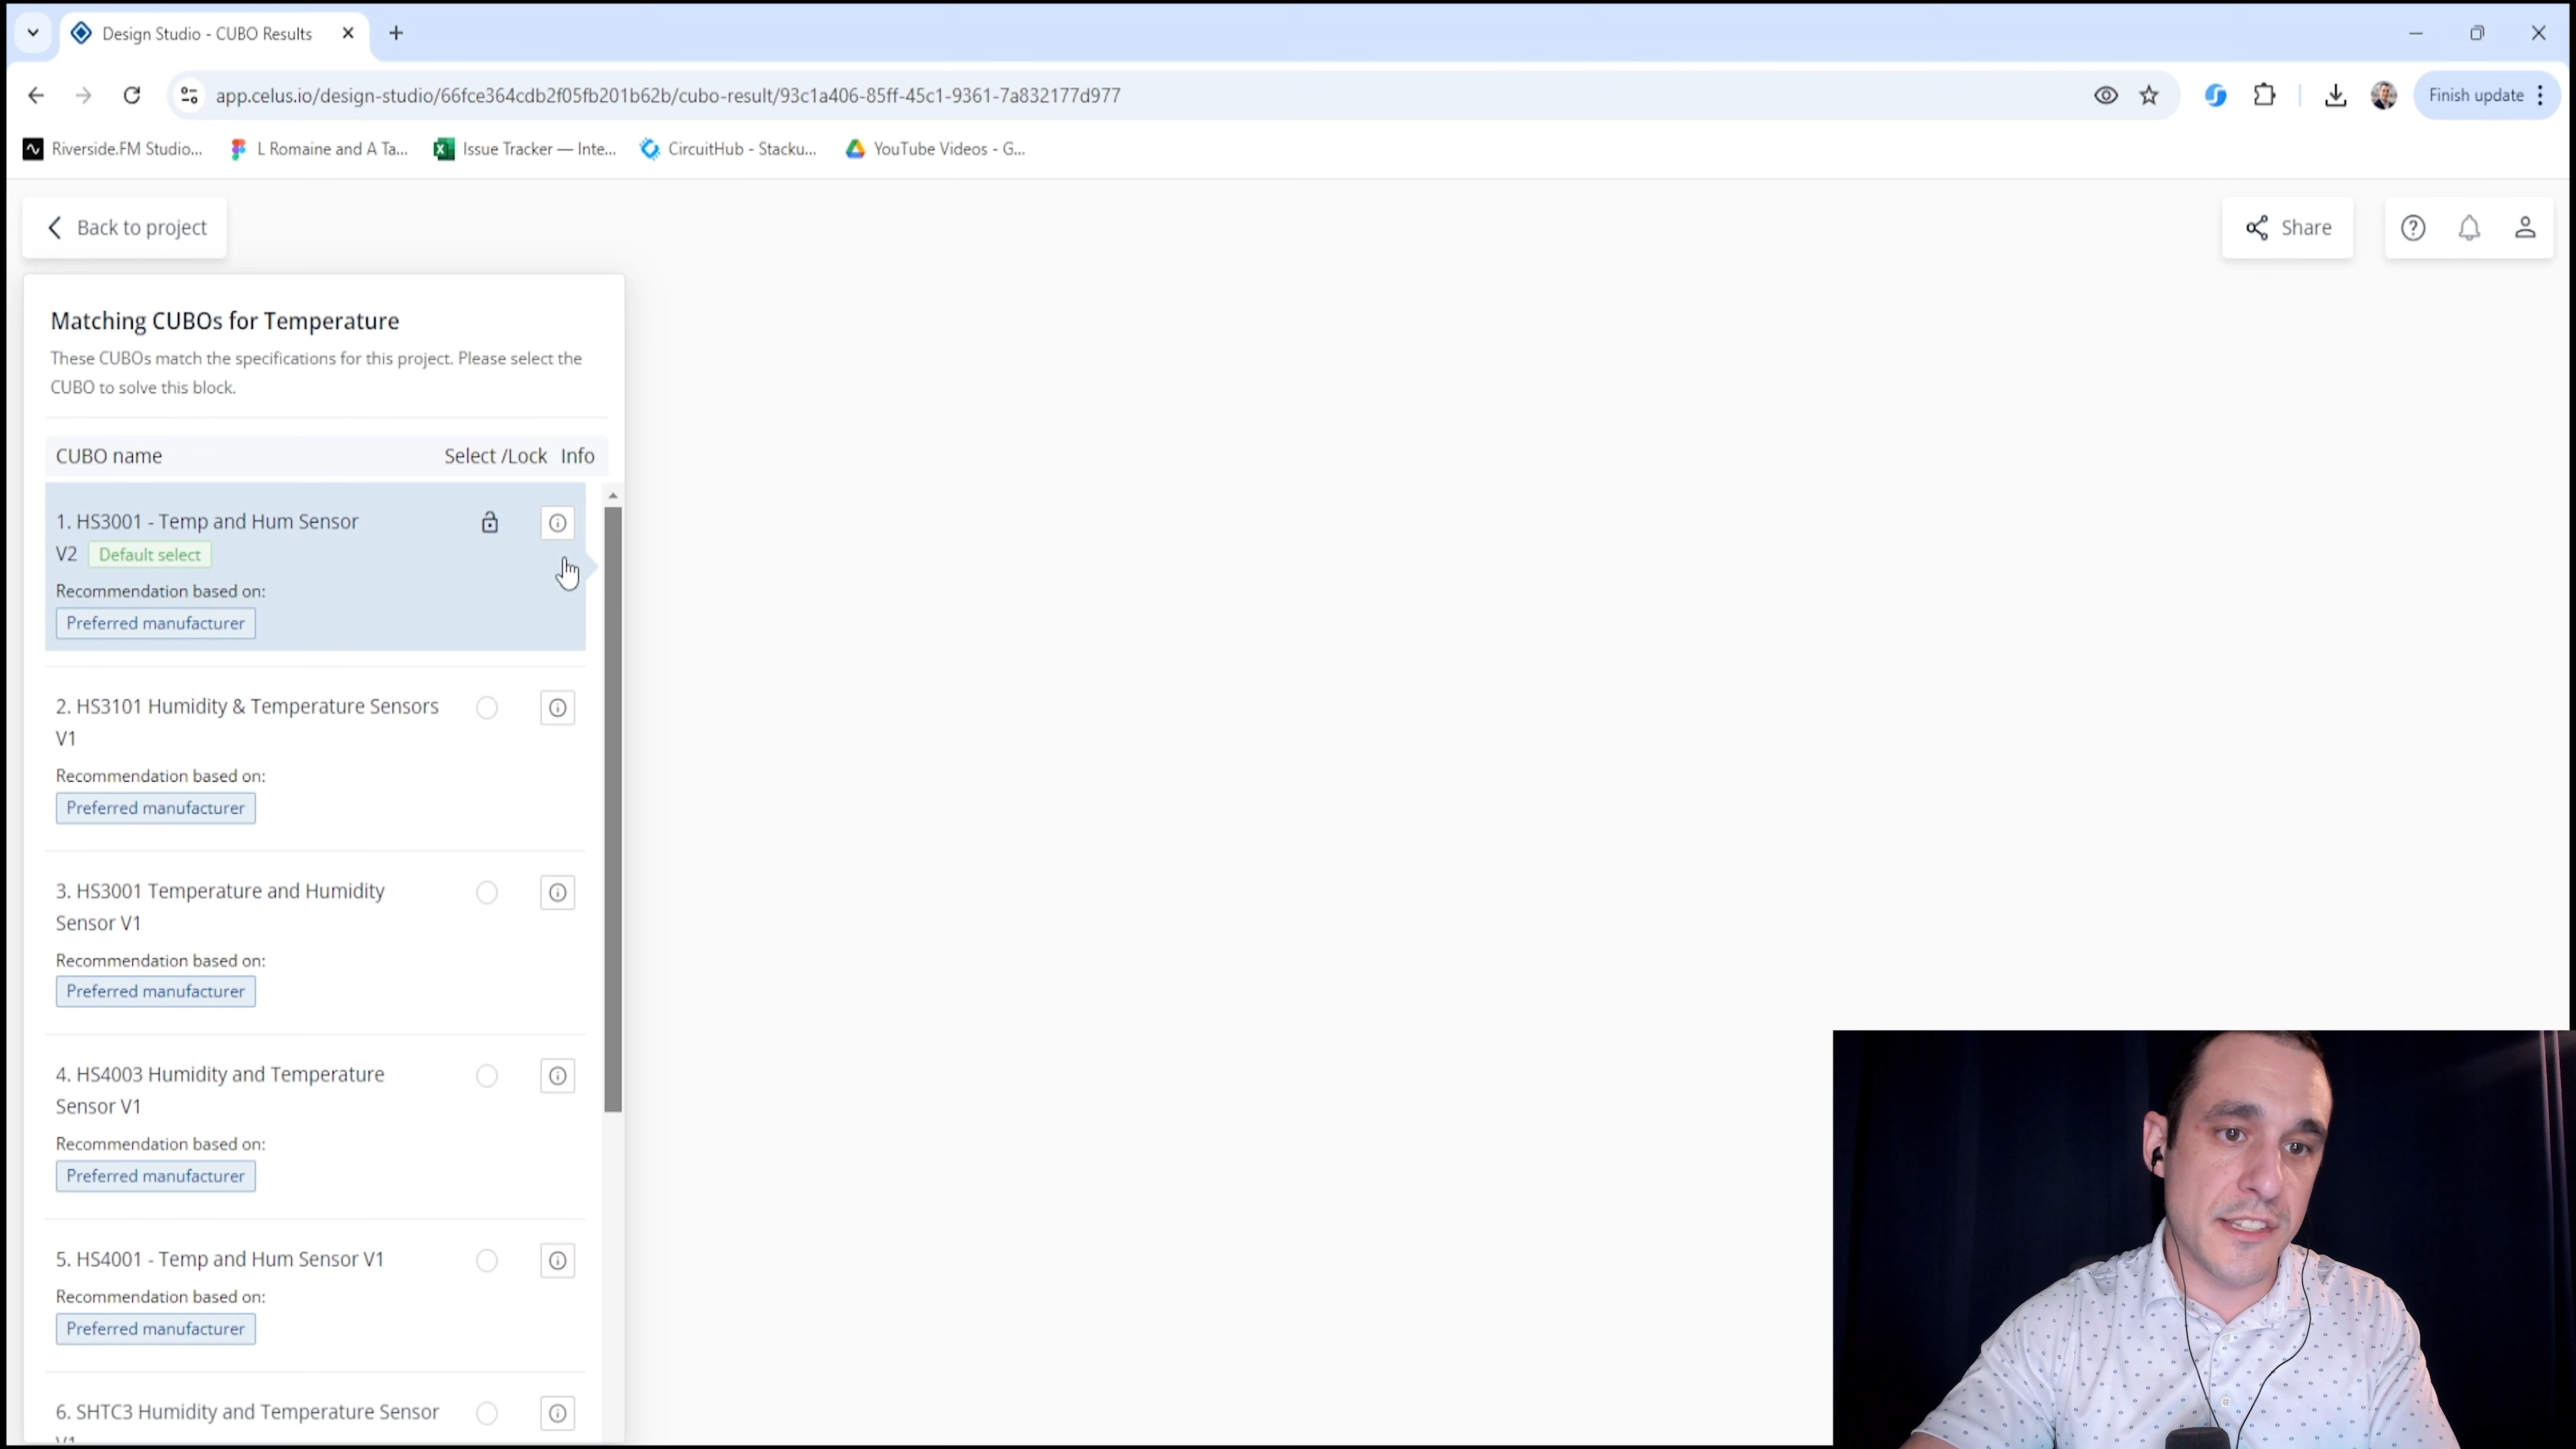 Design Studio - CUBO Results
app.celus.io/design-studio/66fce364cdb2f05fb201b62b/cubo-result/93c1a406-85ff-45c1-9361-7a832177d977
Finish update
Riverside.FM Studio...
L Romaine and A Ta...
Issue Tracker — Inte...
CircuitHub - Stacku...
YouTube Videos - G...
Back to project
Share
Matching CUBOs for Temperature
These CUBOs match the specifications for this project. Please select the
CUBO to solve this block.
CUBO name Select /Lock Info
1. HS3001 - Temp and Hum Sensor
V2 Default select
Recommendation based on:
Preferred manufacturer
2. HS3101 Humidity & Temperature Sensors
V1
Recommendation based on:
Preferred manufacturer
3. HS3001 Temperature and Humidity
Sensor V1
Recommendation based on:
Preferred manufacturer
4. HS4003 Humidity and Temperature
Sensor V1
Recommendation based on:
Preferred manufacturer
5. HS4001 - Temp and Hum Sensor V1
Recommendation based on:
Preferred manufacturer
6. SHTC3 Humidity and Temperature Sensor
V1